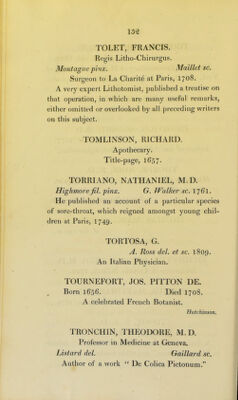 152
TOLET, FRANCIS.
Regis Litho-Chirurgus.
Montague pinx. Maillet sc.
Surgeon to La Charité at Paris, 1708.
A very expert Lithotomist, published a treatise on
that operation, in which are many useful remarks,
either omitted or overlooked by all preceding writers
on this subject.
TOMLINSON, RICHARD.
Apothecary.
Title-page, 1657.
TORRIANO, NATHANIEL, M. D.
Highmore fil. pinx. G. Walker sc. 1761.
He published an account of a particular species
of sore-throat, which reigned amongst young chil-
dren at Paris, 1749.
TORTOSA, G.
A. Ross del. et sc. 1809.
An Italian Physician.
TOURNEFORT, JOS. PITTON DE.
Born 1656. Died 1708.
A celebrated French Botanist.
Hutchinson.
TRONCHIN, THEODORE, M. D.
Professor in Medicine at Geneva.
Listard del. Gaillard sc.
Author of a work “ De Colica Pictonum.”